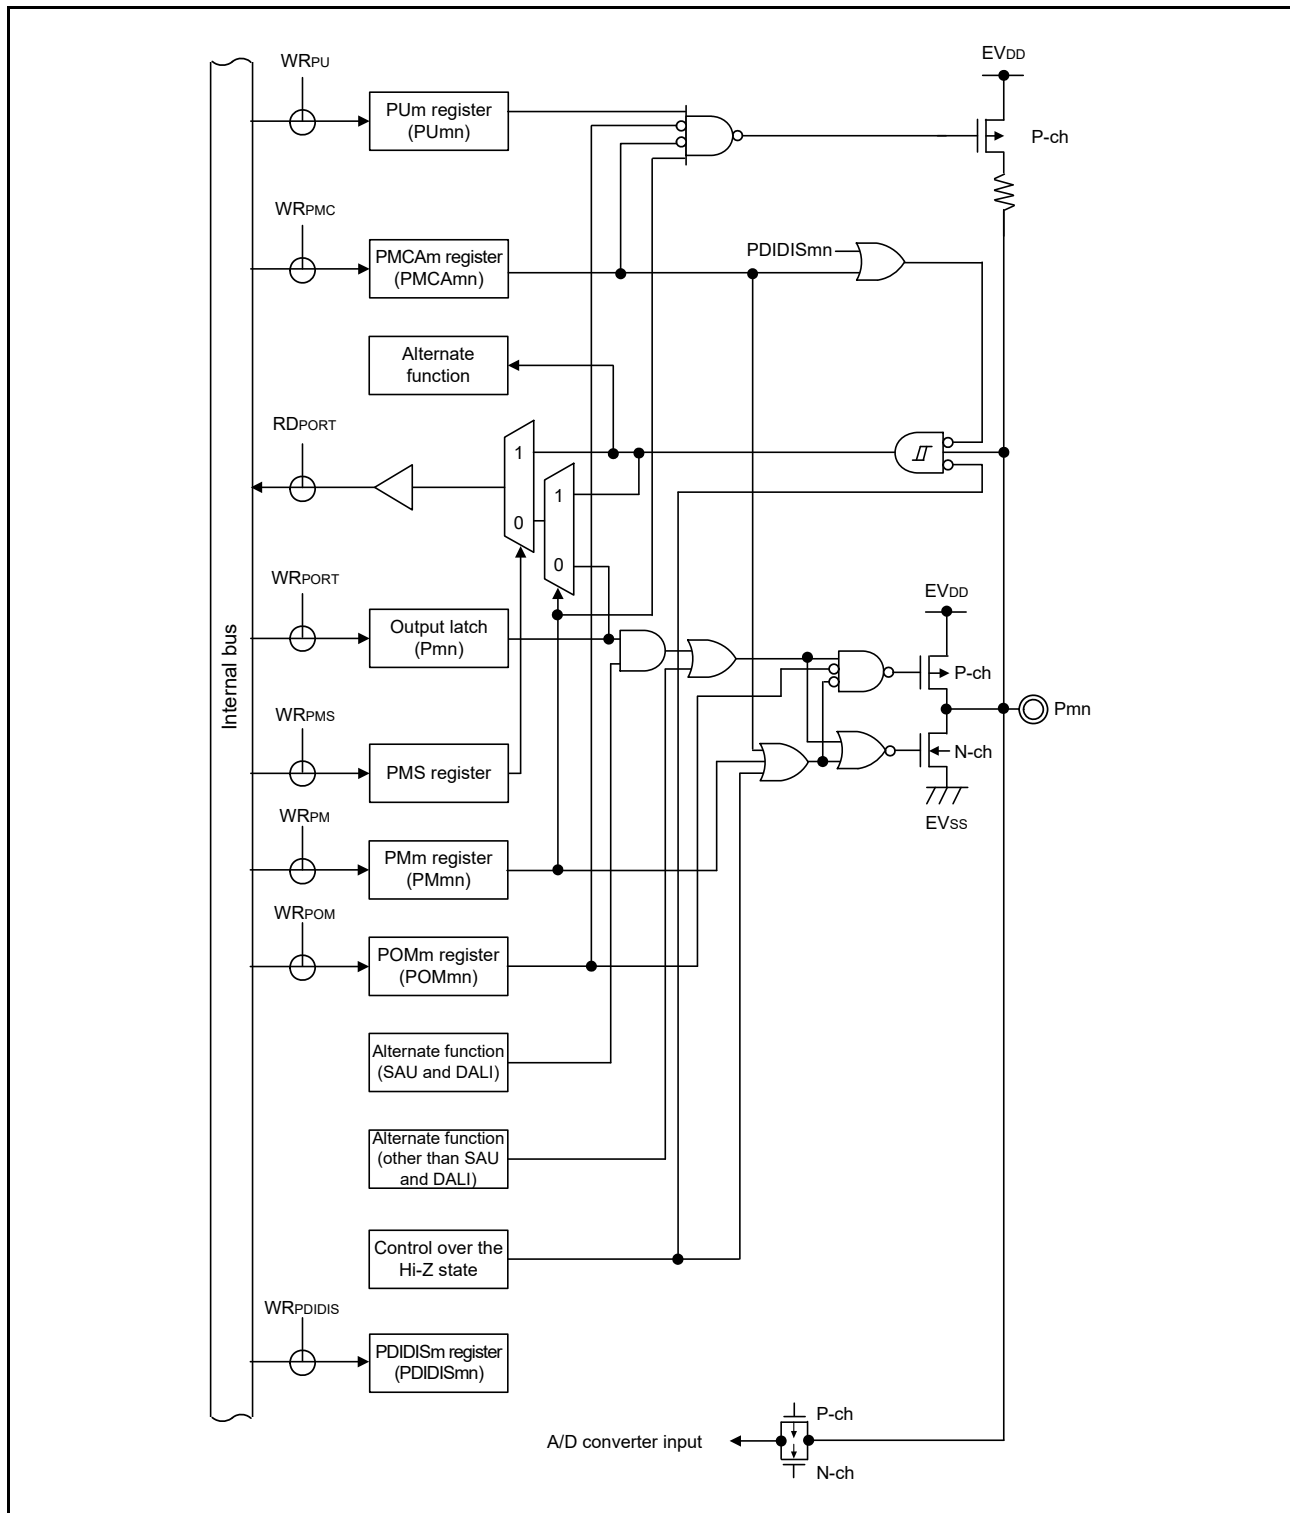 WRPU
EVDD
PUm register
(PUmn)
P-ch
WRPMC
PMCAm register
(PMCAmn)
PDIDISmn
Alternate
function
RDPORT
1
1
0
0
WRPORT
EVDD
Output latch
(Pmn)
P-ch
Pmn
Internal bus
WRPMS
N-ch
PMS register
EVSS
WRPM
PMm register
(PMmn)
WRPOM
POMm register
(POMmn)
Alternate function
(SAU and DALI)
Alternate function
(other than SAU
and DALI)
Control over the
Hi-Z state
WRPDIDIS
PDIDISm register
(PDIDISmn)
P-ch
A/D converter input
N-ch